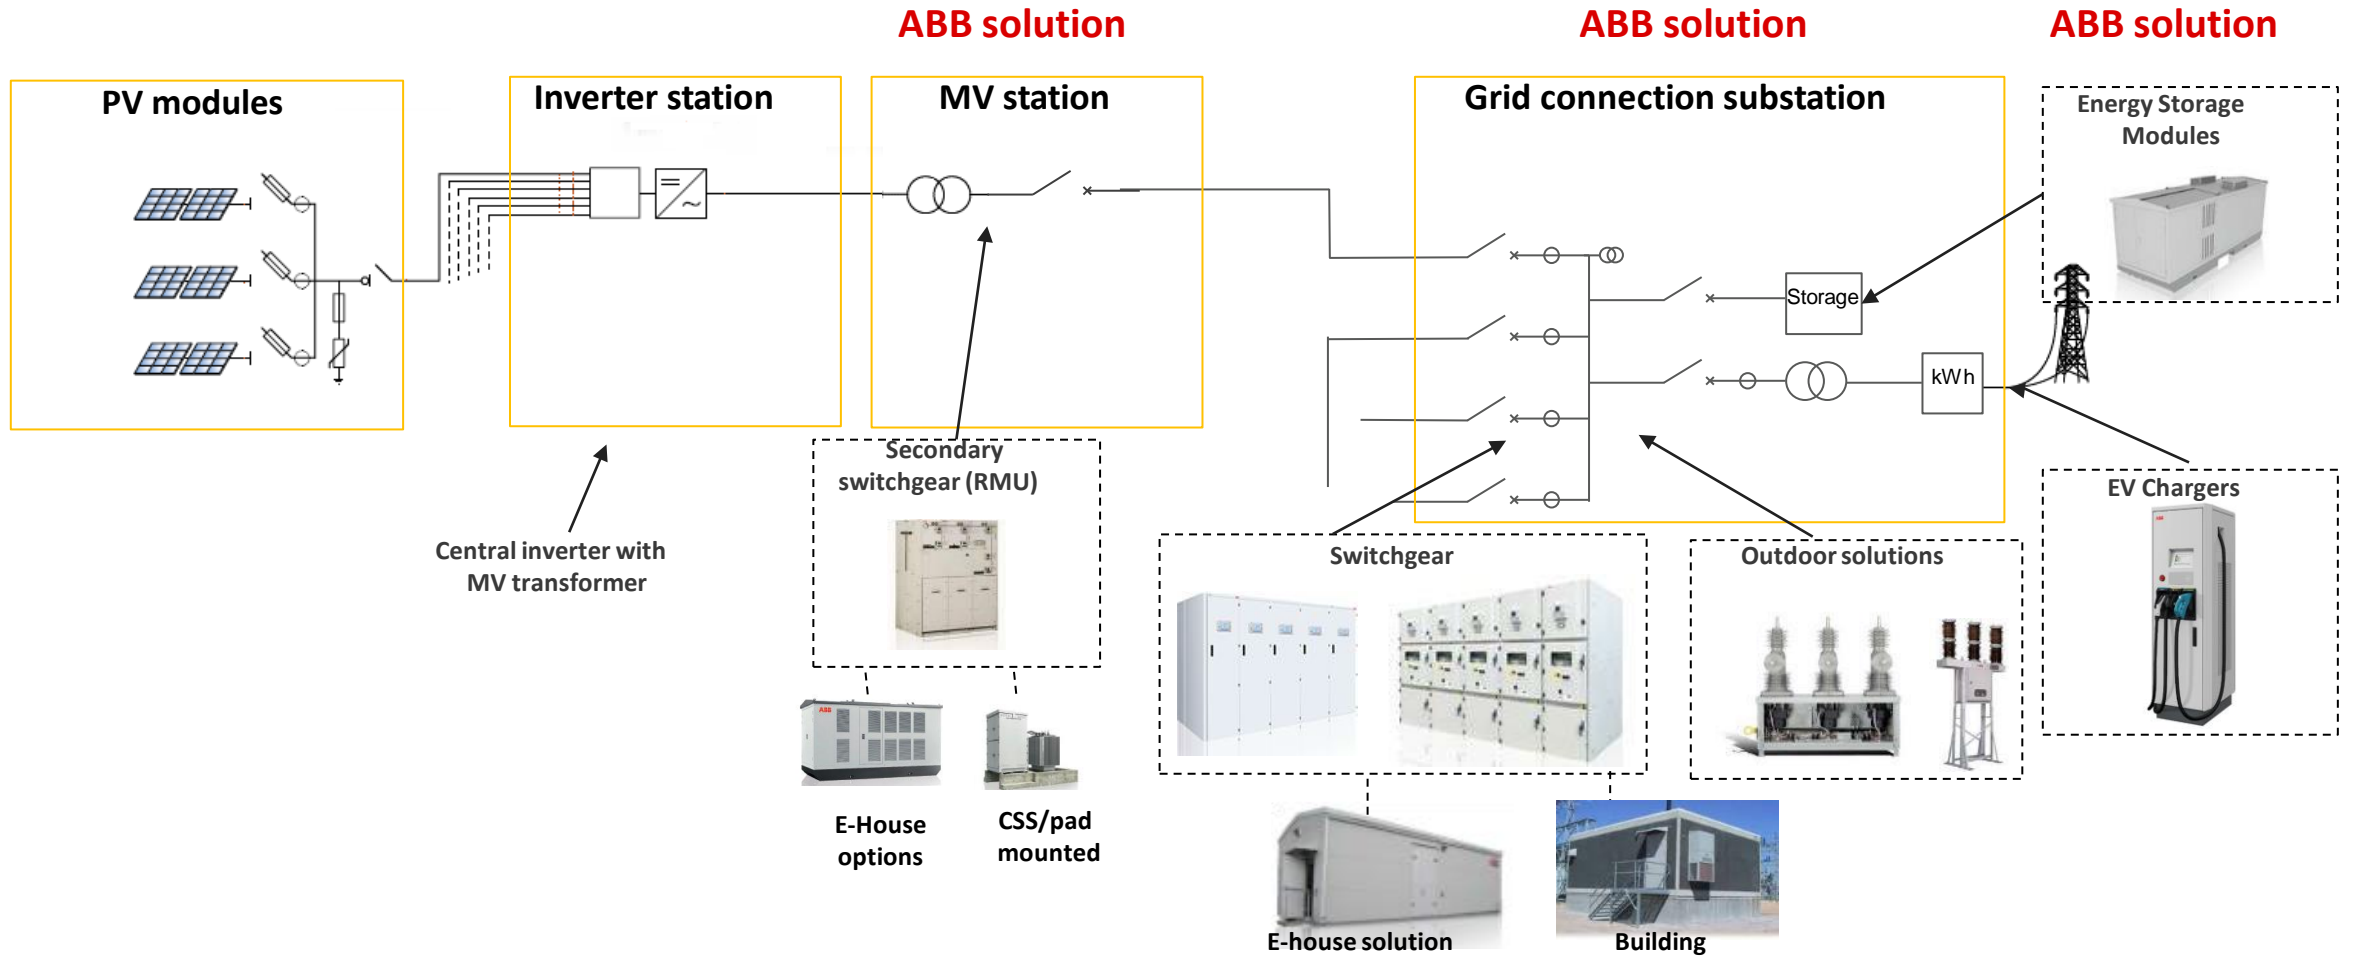 ABB solution
ABB solution
ABB solution
PV modules
Inverter station
MV station
Grid connection substation
Energy Storage
Modules
Storage
kWh
Secondary
switchgear (RMU)
Central inverter with
MV transformer
Switchgear
Outdoor solutions
EV Chargers
ABB
E-House
options
CSS/pad
mounted
E-house solution
Building